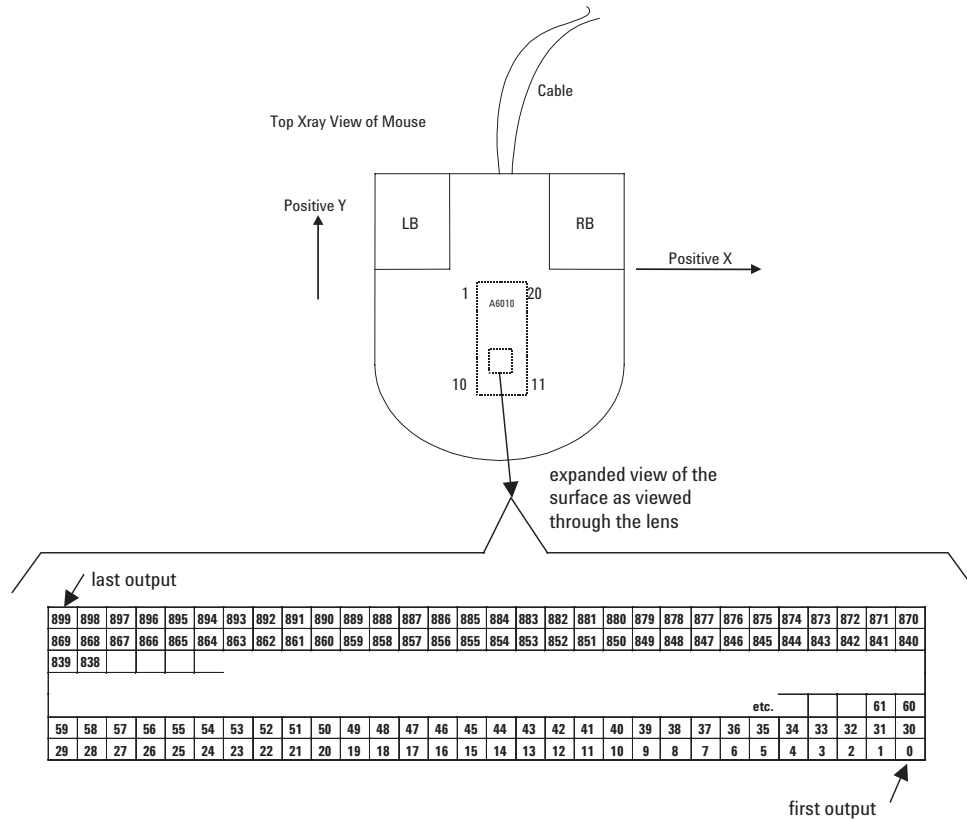 Cable
Top Xray View of Mouse
Positive Y
LB
RB
Positive X
1
20
A6010
10
11
expanded view of the
surface as viewed
through the lens
last output
899 898 897 896 895 894 893 892 891 890 889 888 887 886 885 884 883 882 881 880 879 878 877 876 875 874 873 872 871 870
869 868 867 866 865 864 863 862 861 860 859 858 857 856 855 854 853 852 851 850 849 848 847 846 845 844 843 842 841 840
839 838
etc. 61 60
59 58 57 56 55 54 53 52 51 50 49 48 47 46 45 44 43 42 41 40 39 38 37 36 35 34 33 32 31 30
29 28 27 26 25 24 23 22 21 20 19 18 17 16 15 14 13 12 11 10 9 8 7 6 5 4 3 2 1 0
first output